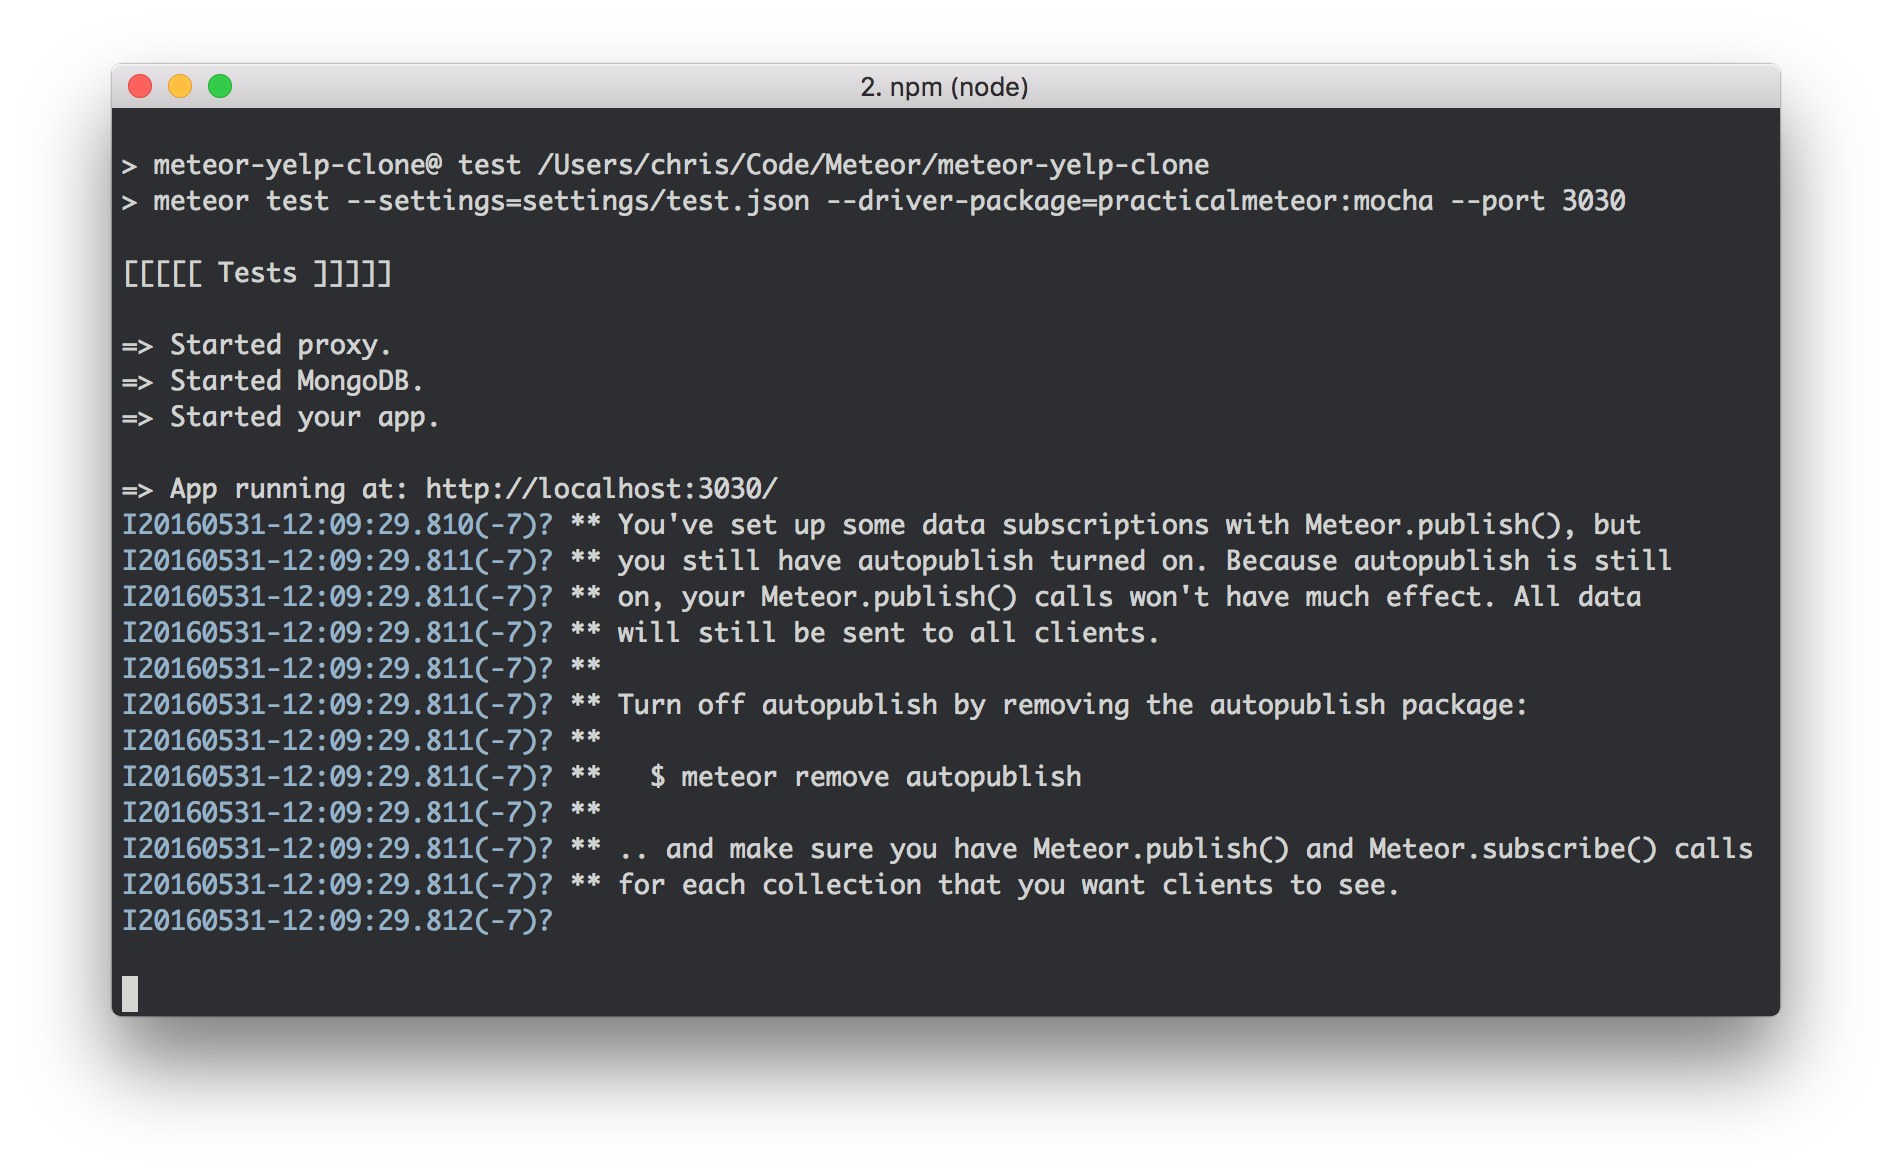 2. npm (node)
> meteor-yelp-clone@ test /Users/chris/Code/Meteor/meteor-yelp-clone
> meteor test --settings=settings/test.json --driver-package=practicalmeteor:mocha --port 3030
[[[[[ Tests ]]]]]
=> Started proxy.
=> Started MongoDB.
=> Started your app.
=> App running at: http://localhost:3030/
I20160531-12:09:29.810(-7)? ** You've set up some data subscriptions with Meteor.publish(), but
I20160531-12:09:29.811(-7)? ** you still have autopublish turned on. Because autopublish is still
I20160531-12:09:29.811(-7)? ** on, your Meteor.publish() calls won't have much effect. All data
I20160531-12:09:29.811(-7)? ** will still be sent to all clients.
I20160531-12:09:29.811(-7)? **
I20160531-12:09:29.811(-7)? ** Turn off autopublish by removing the autopublish package:
I20160531-12:09:29.811(-7)? **
I20160531-12:09:29.811(-7)? **   $ meteor remove autopublish
I20160531-12:09:29.811(-7)? **
I20160531-12:09:29.811(-7)? ** .. and make sure you have Meteor.publish() and Meteor.subscribe() calls
I20160531-12:09:29.811(-7)? ** for each collection that you want clients to see.
I20160531-12:09:29.812(-7)?